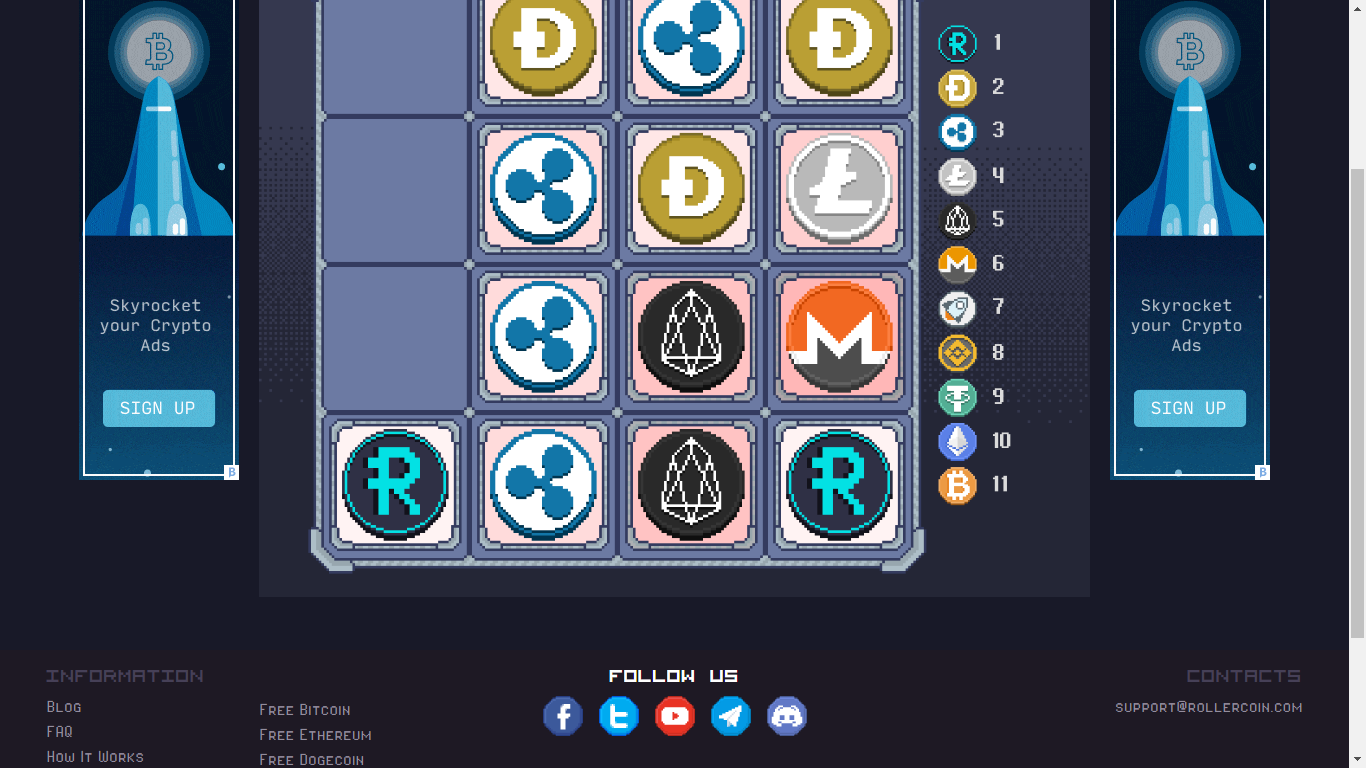 1
2
3
4
5
6
7
8
9
10
11
Skyrocket
your Crypto
Ads
SIGN UP
B
Skyrocket
your Crypto
Ads
SIGN UP
B
INFORMATION
Blog
FAQ
How It Works
Free Bitcoin
Free Ethereum
Free Dogecoin
FOLLOW US
CONTACTS
support@rollercoin.com